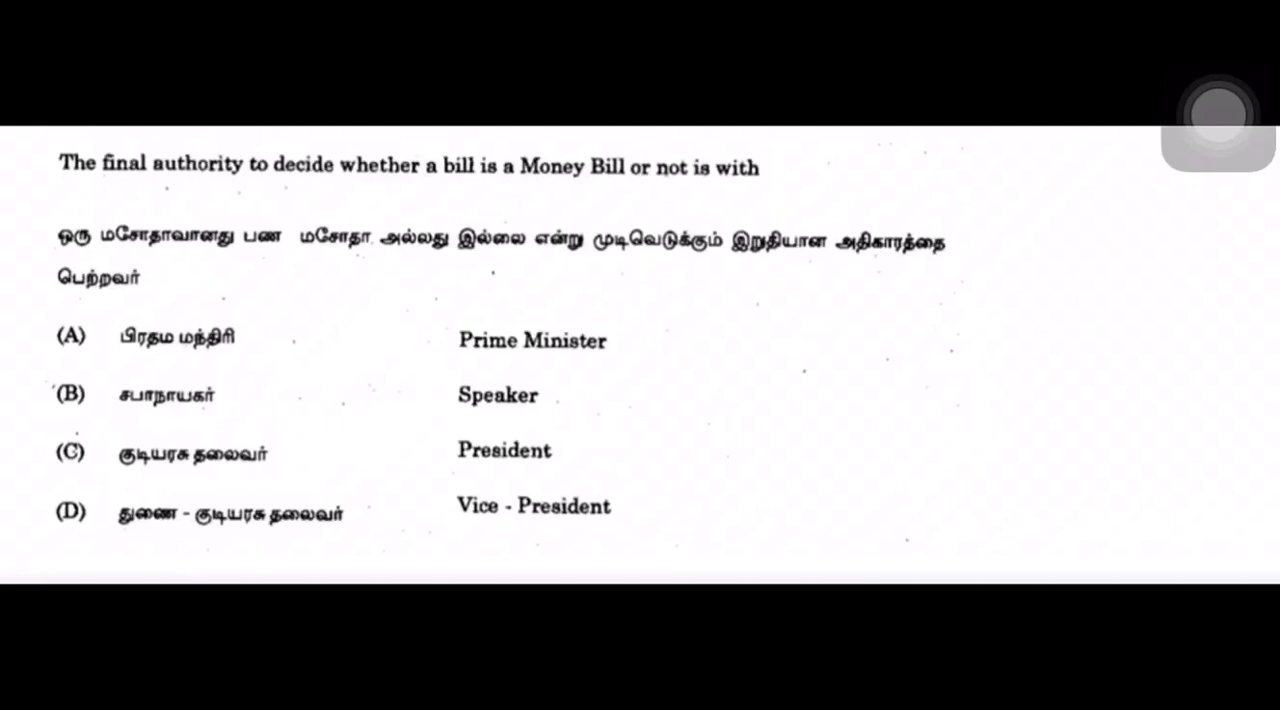 The final authority to decide whether a bill is a Money Bill or not is with
ஒரு மசோதாவானது பண மசோதா அல்லது இல்லை என்று முடிவெடுக்கும் இறுதியான அதிகாரத்தை
பெற்றவர்
(A) பிரதம மந்திரி Prime Minister
(B) சபாநாயகர் Speaker
(C) குடியரசு தலைவர் President
(D) துணை - குடியரசு தலைவர் Vice - President